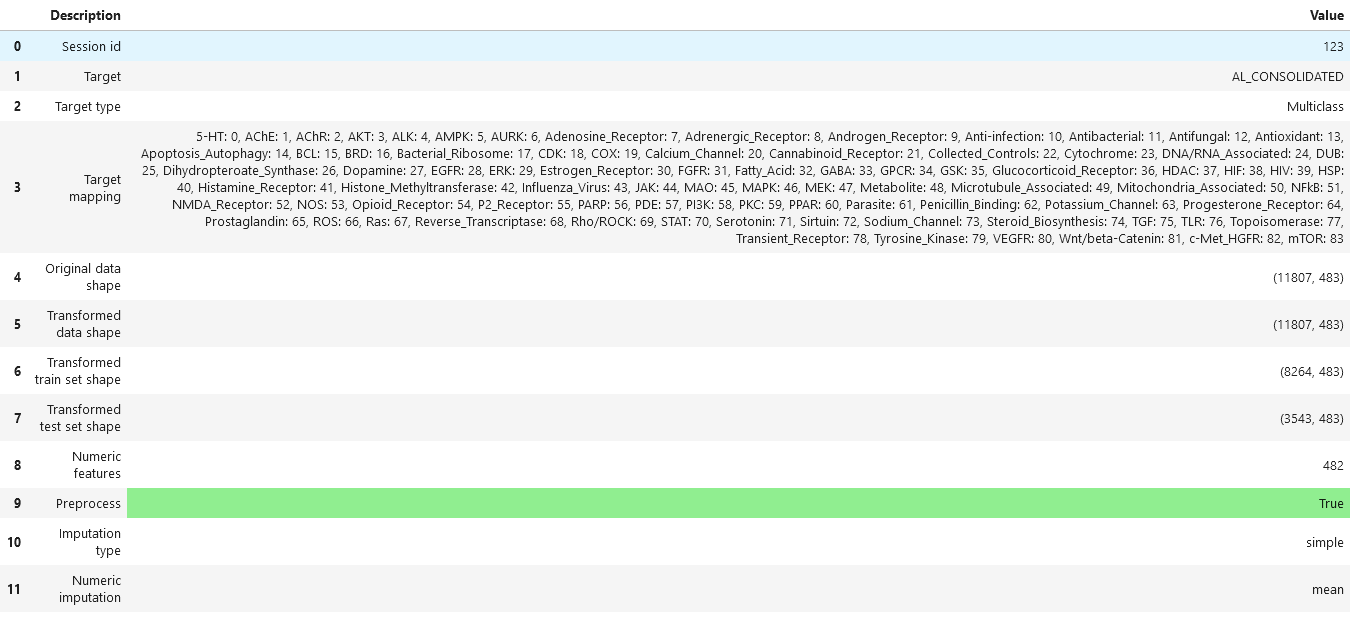 Description Value
0 Session id 123
1 Target AL_CONSOLIDATED
2 Target type Multiclass
5-HT: 0, AChE: 1, AChR: 2, AKT: 3, ALK: 4, AMPK: 5, AURK: 6, Adenosine_Receptor: 7, Adrenergic_Receptor: 8, Androgen_Receptor: 9, Anti-infection: 10, Antibacterial: 11, Antifungal: 12, Antioxidant: 13,
Apoptosis_Autophagy: 14, BCL: 15, BRD: 16, Bacterial_Ribosome: 17, CDK: 18, COX: 19, Calcium_Channel: 20, Cannabinoid_Receptor: 21, Collected_Controls: 22, Cytochrome: 23, DNA/RNA_Associated: 24, DUB:
25, Dihydropteroate_Synthase: 26, Dopamine: 27, EGFR: 28, ERK: 29, Estrogen_Receptor: 30, FGFR: 31, Fatty_Acid: 32, GABA: 33, GPCR: 34, GSK: 35, Glucocorticoid_Receptor: 36, HDAC: 37, HIF: 38, HIV: 39, HSP:
3 Target mapping 40, Histamine_Receptor: 41, Histone_Methyltransferase: 42, Influenza_Virus: 43, JAK: 44, MAO: 45, MAPK: 46, MEK: 47, Metabolite: 48, Microtubule_Associated: 49, Mitochondria_Associated: 50, NFkB: 51,
NMDA_Receptor: 52, NOS: 53, Opioid_Receptor: 54, P2_Receptor: 55, PARP: 56, PDE: 57, PI3K: 58, PKC: 59, PPAR: 60, Parasite: 61, Penicillin_Binding: 62, Potassium_Channel: 63, Progesterone_Receptor: 64,
Prostaglandin: 65, ROS: 66, Ras: 67, Reverse_Transcriptase: 68, Rho/ROCK: 69, STAT: 70, Serotonin: 71, Sirtuin: 72, Sodium_Channel: 73, Steroid_Biosynthesis: 74, TGF: 75, TLR: 76, Topoisomerase: 77,
Transient_Receptor: 78, Tyrosine_Kinase: 79, VEGFR: 80, Wnt/beta-Catenin: 81, c-Met_HGFR: 82, mTOR: 83
4 Original data shape (11807, 483)
5 Transformed data shape (11807, 483)
6 Transformed train set shape (8264, 483)
7 Transformed test set shape (3543, 483)
8 Numeric features 482
9 Preprocess True
10 Imputation type simple
11 Numeric imputation mean